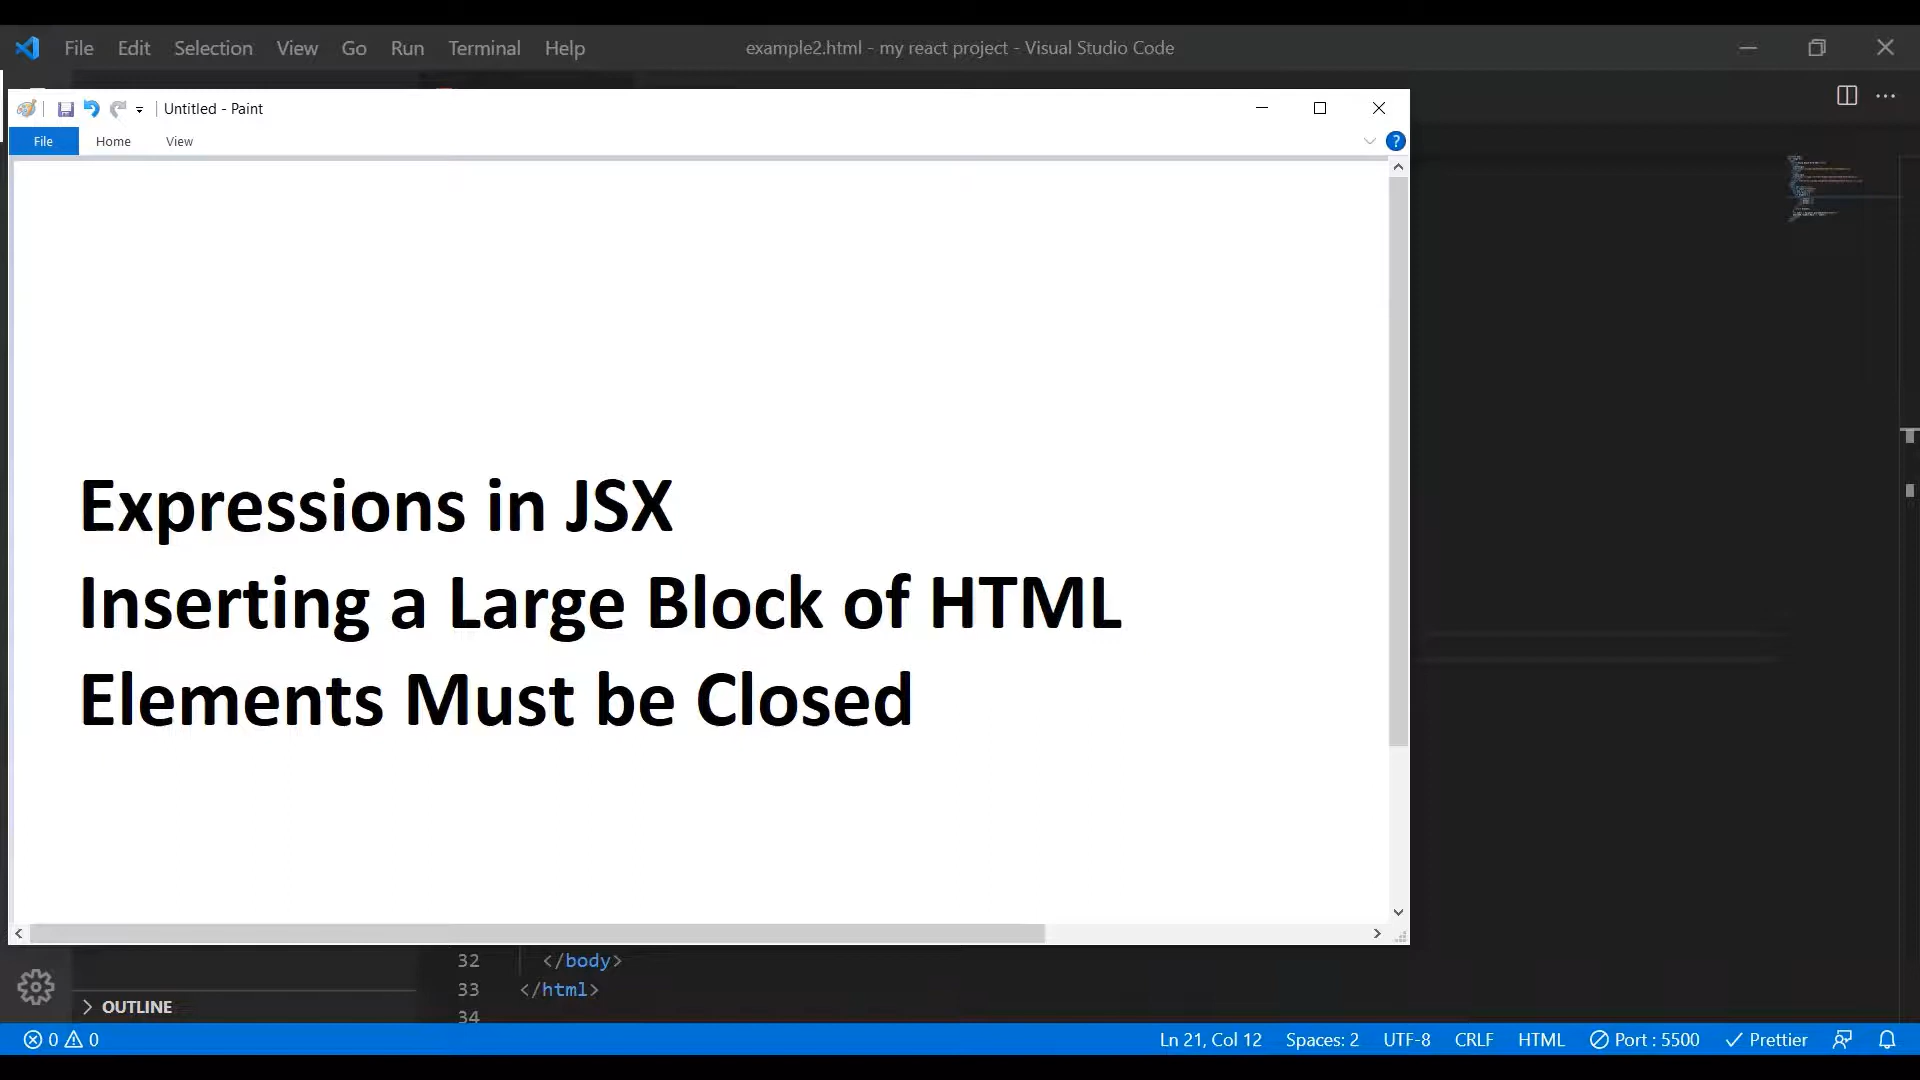 File Edit Selection View Go Run Terminal Help example2.html - my react project - Visual Studio Code
Untitled - Paint
File Home View
Expressions in JSX
Inserting a Large Block of HTML
Elements Must be Closed
32 </body>
33 </html>
34
OUTLINE
0 0 Ln 21, Col 12 Spaces: 2 UTF-8 CRLF HTML Port : 5500 Prettier